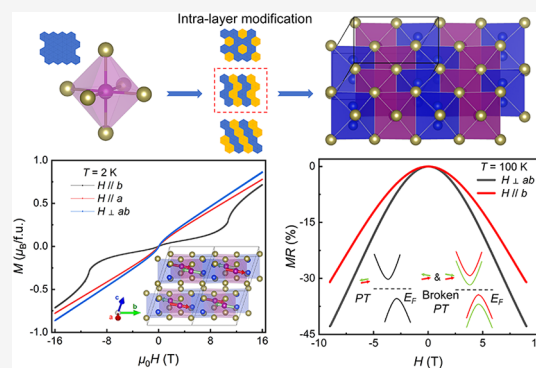 Intra-layer modification
T = 2 K
H // b
H // a
H ⊥ ab
M (μB/f.u.)
1.0
0.5
0.0
-0.5
-1.0
-16
-8
0
8
16
μ0H (T)
c
b
a
T = 100 K
H ⊥ ab
H // b
MR (%)
0
-15
-30
-45
PT
EF
&
Broken
PT
EF
-10
-5
0
5
H (T)